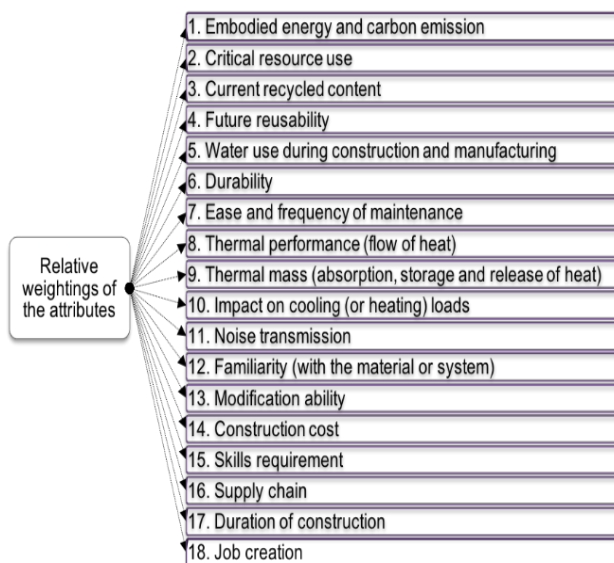 1. Embodied energy and carbon emission
2. Critical resource use
3. Current recycled content
4. Future reusability
5. Water use during construction and manufacturing
6. Durability
7. Ease and frequency of maintenance
8. Thermal performance (flow of heat)
9. Thermal mass (absorption, storage and release of heat)
10. Impact on cooling (or heating) loads
11. Noise transmission
12. Familiarity (with the material or system)
13. Modification ability
14. Construction cost
15. Skills requirement
16. Supply chain
17. Duration of construction
18. Job creation
Relative
weightings of
the attributes